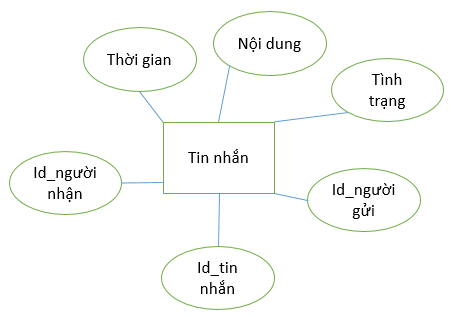 Nội dung
Thời gian
Tình
trạng
Tin nhắn
Id_người
nhận
Id_người
gửi
Id_tin
nhắn